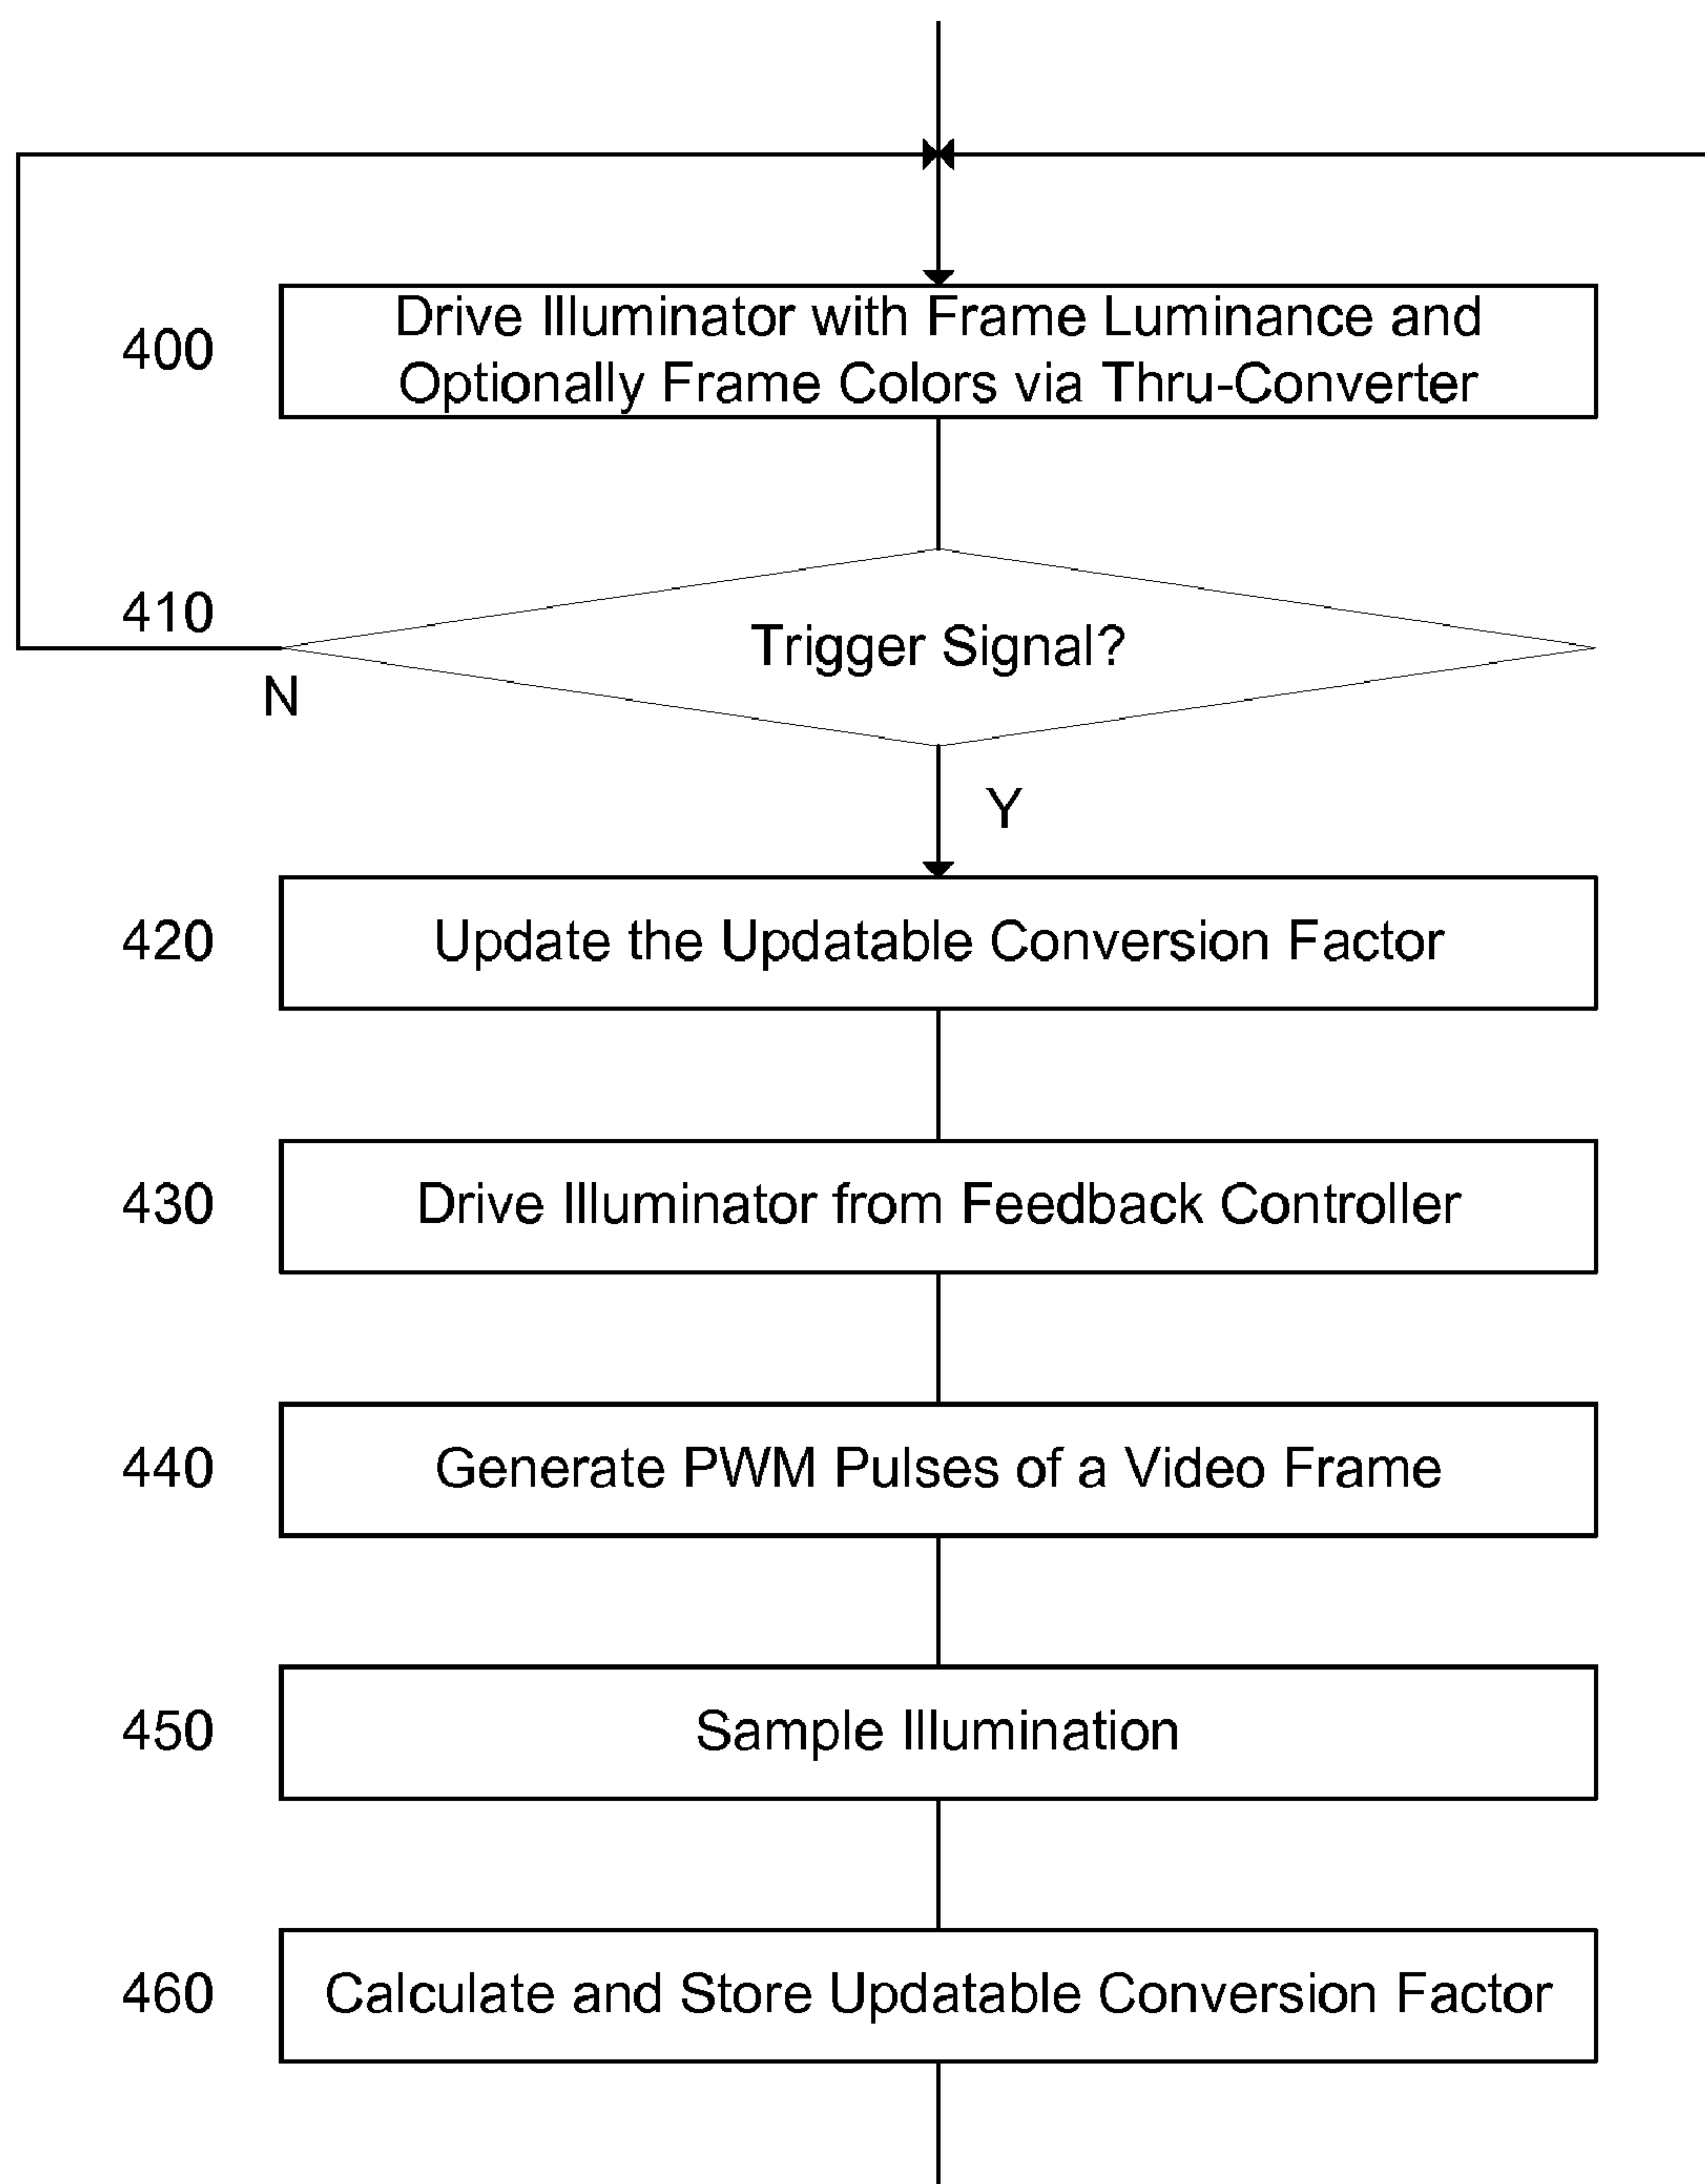 400
Drive Illuminator with Frame Luminance and
Optionally Frame Colors via Thru-Converter
410
Trigger Signal?
N
Y
420
Update the Updatable Conversion Factor
430
Drive Illuminator from Feedback Controller
440
Generate PWM Pulses of a Video Frame
450
Sample Illumination
460
Calculate and Store Updatable Conversion Factor